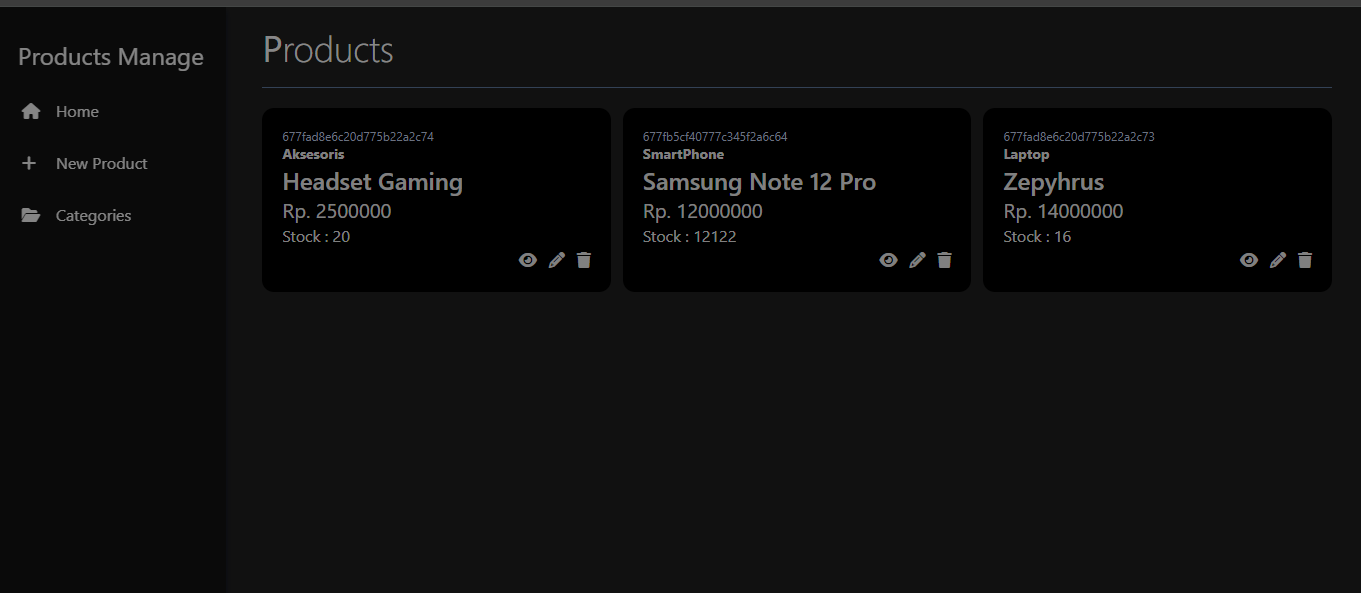 Products Manage
Home
New Product
Categories
Products
677fad8e6c20d775b22a2c74
Aksesoris
Headset Gaming
Rp. 2500000
Stock : 20
677fb5cf40777c345f2a6c64
SmartPhone
Samsung Note 12 Pro
Rp. 12000000
Stock : 12122
677fad8e6c20d775b22a2c73
Laptop
Zepyhrus
Rp. 14000000
Stock : 16